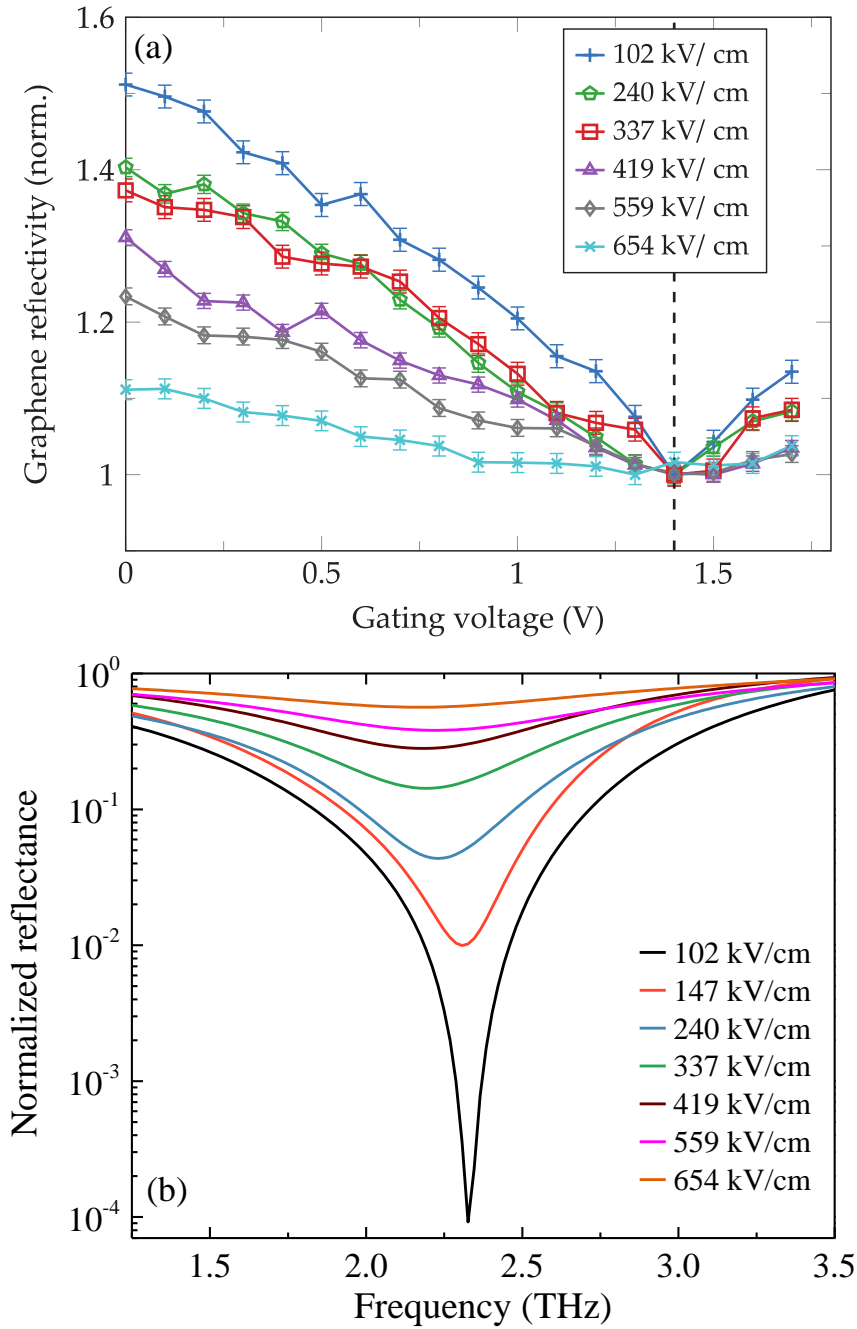 (a)
1.6
1.4
1.2
1
Graphene reflectivity (norm.)
102 kV/ cm
240 kV/ cm
337 kV/ cm
419 kV/ cm
559 kV/ cm
654 kV/ cm
0 0.5 1 1.5
Gating voltage (V)
10⁰
10⁻¹
10⁻²
10⁻³
10⁻⁴
Normalized reflectance
102 kV/cm
147 kV/cm
240 kV/cm
337 kV/cm
419 kV/cm
559 kV/cm
654 kV/cm
(b)
1.5 2.0 2.5 3.0 3.5
Frequency (THz)